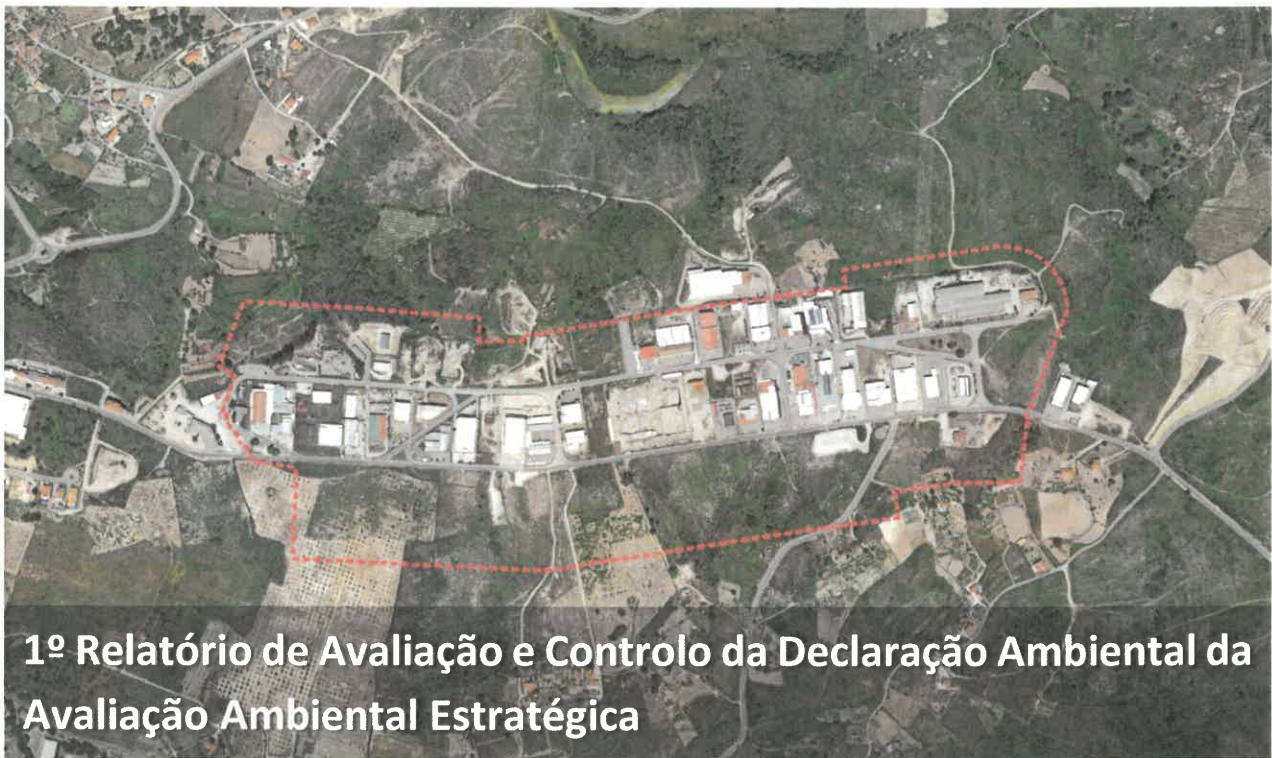 1º Relatório de Avaliação e Controlo da Declaração Ambiental da
Avaliação Ambiental Estratégica